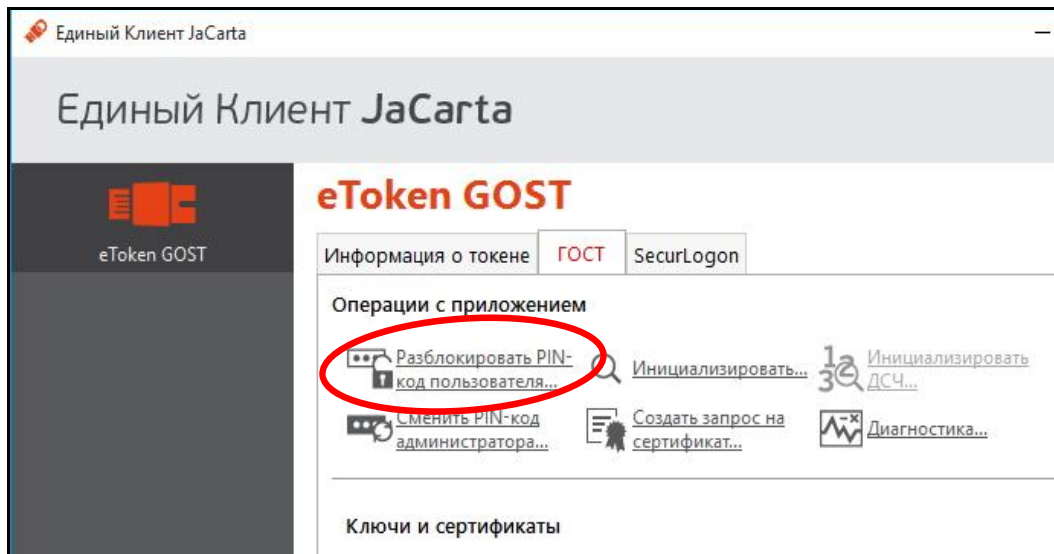 Единый Клиент JaCarta
Единый Клиент JaCarta
eToken GOST
eToken GOST
Информация о токене ГОСТ SecurLogon
Операции с приложением
Разблокировать PIN-
код пользователя...
Инициализировать...
Инициализировать
ДСЧ...
Сменить PIN-код
администратора...
Создать запрос на
сертификат...
Диагностика...
Ключи и сертификаты